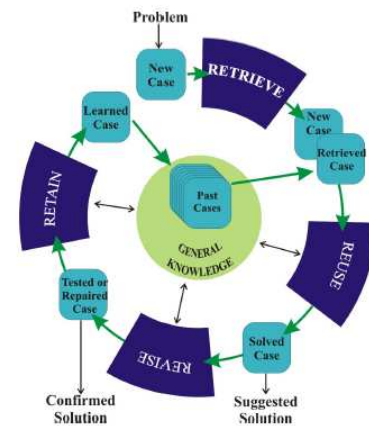 Problem
New
Case
RETRIEVE
New
Case
Retrieved
Case
Learned
Case
Past
Cases
GENERAL
KNOWLEDGE
RETAIN
REUSE
Tested or
Repaired
Case
REVISE
Solved
Case
Confirmed
Solution
Suggested
Solution